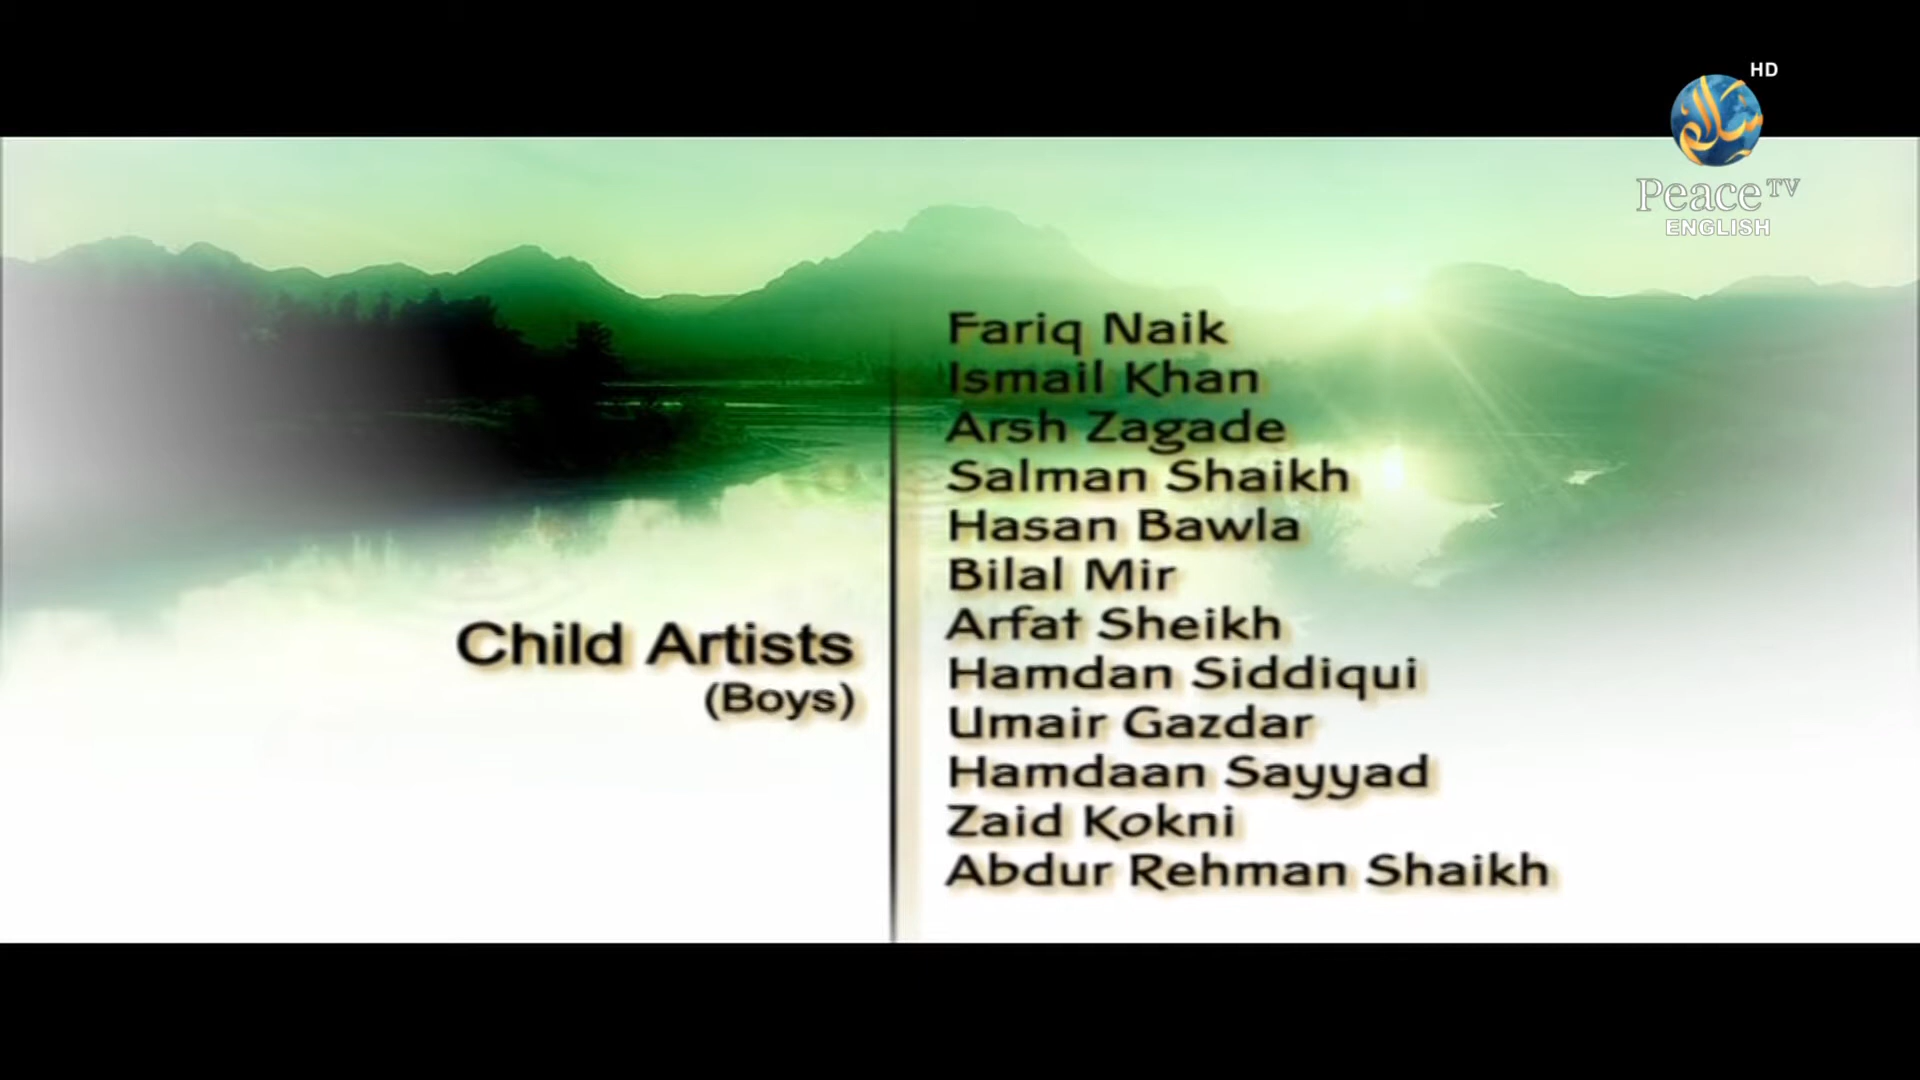 HD
سلام
Peace TV
ENGLISH
Fariq Naik
Ismail Khan
Arsh Zagade
Salman Shaikh
Hasan Bawla
Bilal Mir
Arfat Sheikh
Child Artists
(Boys)
Hamdan Siddiqui
Umair Gazdar
Hamdaan Sayyad
Zaid Kokni
Abdur Rehman Shaikh